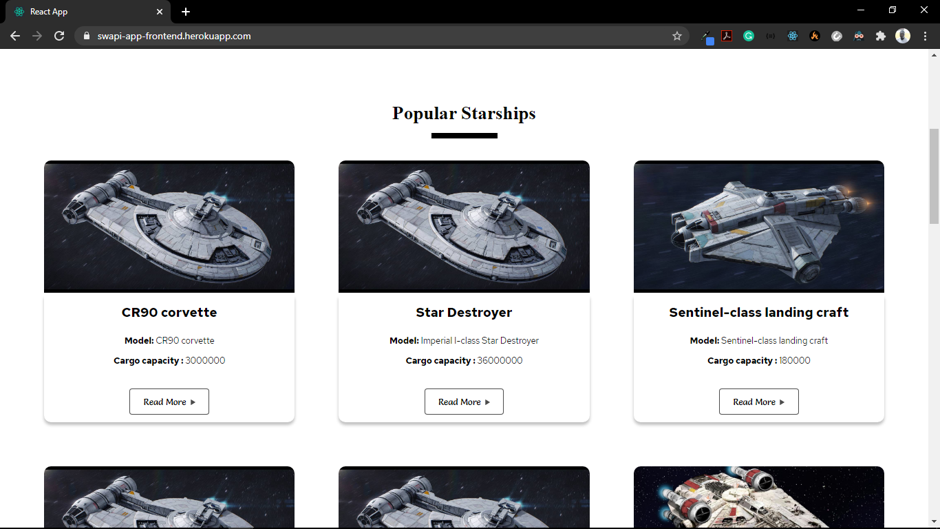 React App
swapi-app-frontend.herokuapp.com
Popular Starships
CR90 corvette
Model: CR90 corvette
Cargo capacity : 3000000
Read More
Star Destroyer
Model: Imperial I-class Star Destroyer
Cargo capacity : 36000000
Read More
Sentinel-class landing craft
Model: Sentinel-class landing craft
Cargo capacity : 180000
Read More